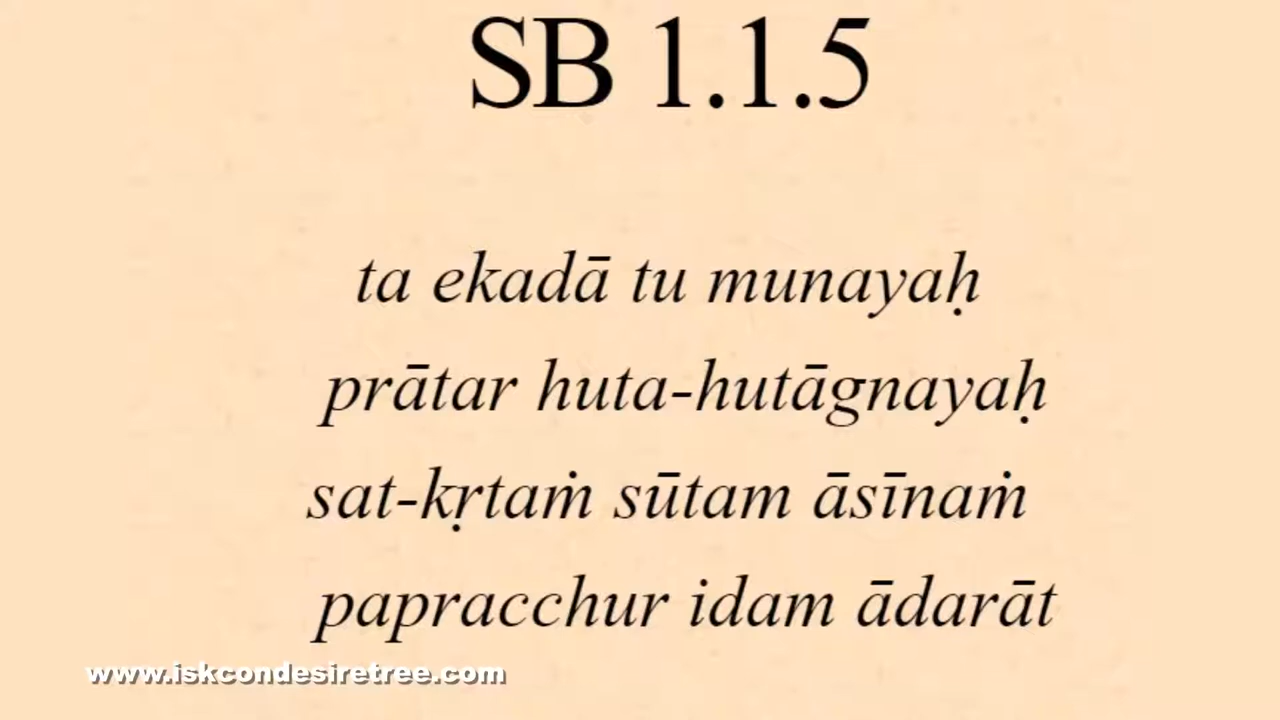 SB 1.1.5
ta ekadā tu munayaḥ
prātar huta-hutāgnayaḥ
sat-kṛtaṁ sūtam āsīnaṁ
papracchur idam ādarāt
www.iskcondesiretree.com